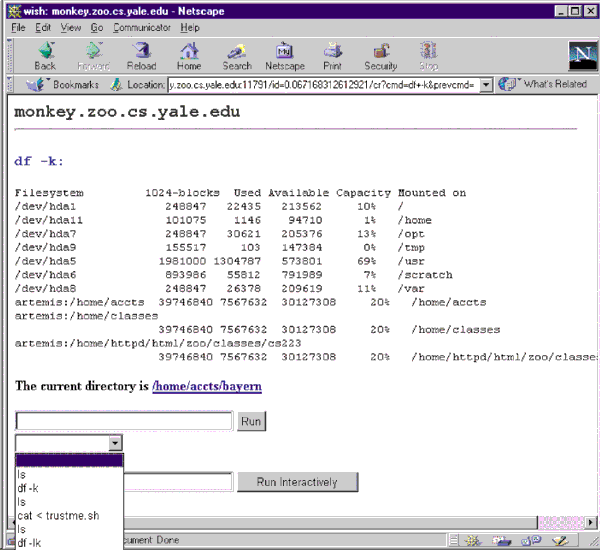 wish: monkey.zoo.cs.yale.edu - Netscape
File Edit View Go Communicator Help
Back Forward Reload Home Search Netscape Print Security Stop
N
Bookmarks Location: y.zoo.cs.yale.edu:11791/id=0.067168312612921/cr?cmd=df+-k&prevcmd= What's Related
monkey.zoo.cs.yale.edu
df -k:
Filesystem 1024-blocks Used Available Capacity Mounted on
/dev/hda1 248847 22435 213562 10% /
/dev/hda11 101075 1146 94710 1% /home
/dev/hda7 248847 30621 205376 13% /opt
/dev/hda9 155517 103 147384 0% /tmp
/dev/hda5 1981000 1304787 573801 69% /usr
/dev/hda6 893986 55812 791989 7% /scratch
/dev/hda8 248847 26378 209619 11% /var
artemis:/home/accts 39746840 7567632 30127308 20% /home/accts
artemis:/home/classes
39746840 7567632 30127308 20% /home/classes
artemis:/home/httpd/html/zoo/classes/cs223
39746840 7567632 30127308 20% /home/httpd/html/zoo/classes
The current directory is /home/accts/bayern
Run
ls
df -k
Run Interactively
ls
cat < trustme.sh
ls
df -lk
cument Done